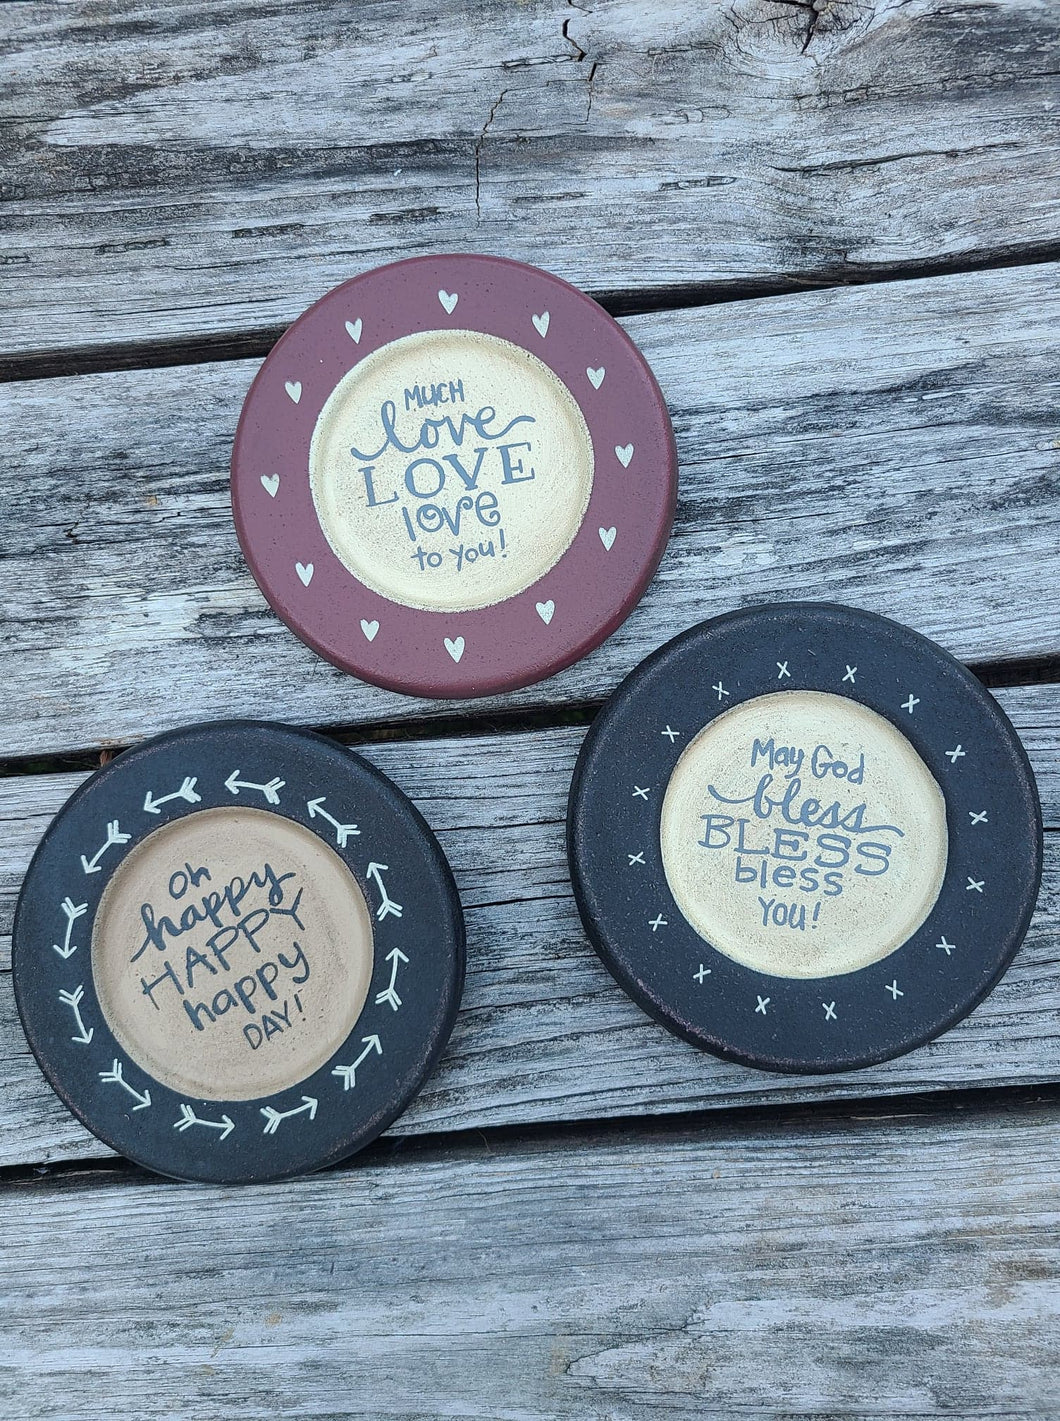 MUCH
love
LOVE
love
to you!
May God
bless
BLESS
bless
YOU!
oh
happy
HAPPY
happy
DAY!